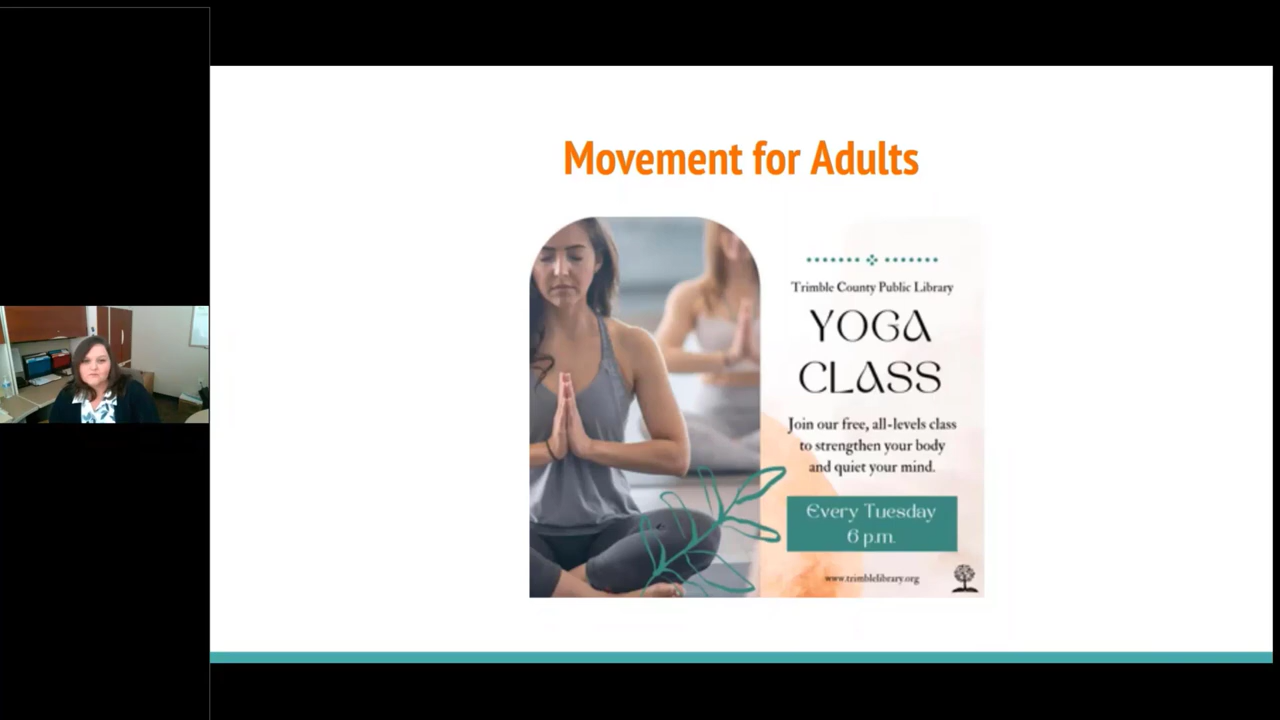 Movement for Adults
Trimble County Public Library
YOGA
CLASS
Join our free, all-levels class
to strengthen your body
and quiet your mind.
Every Tuesday
6 p.m.
www.trimblelibrary.org